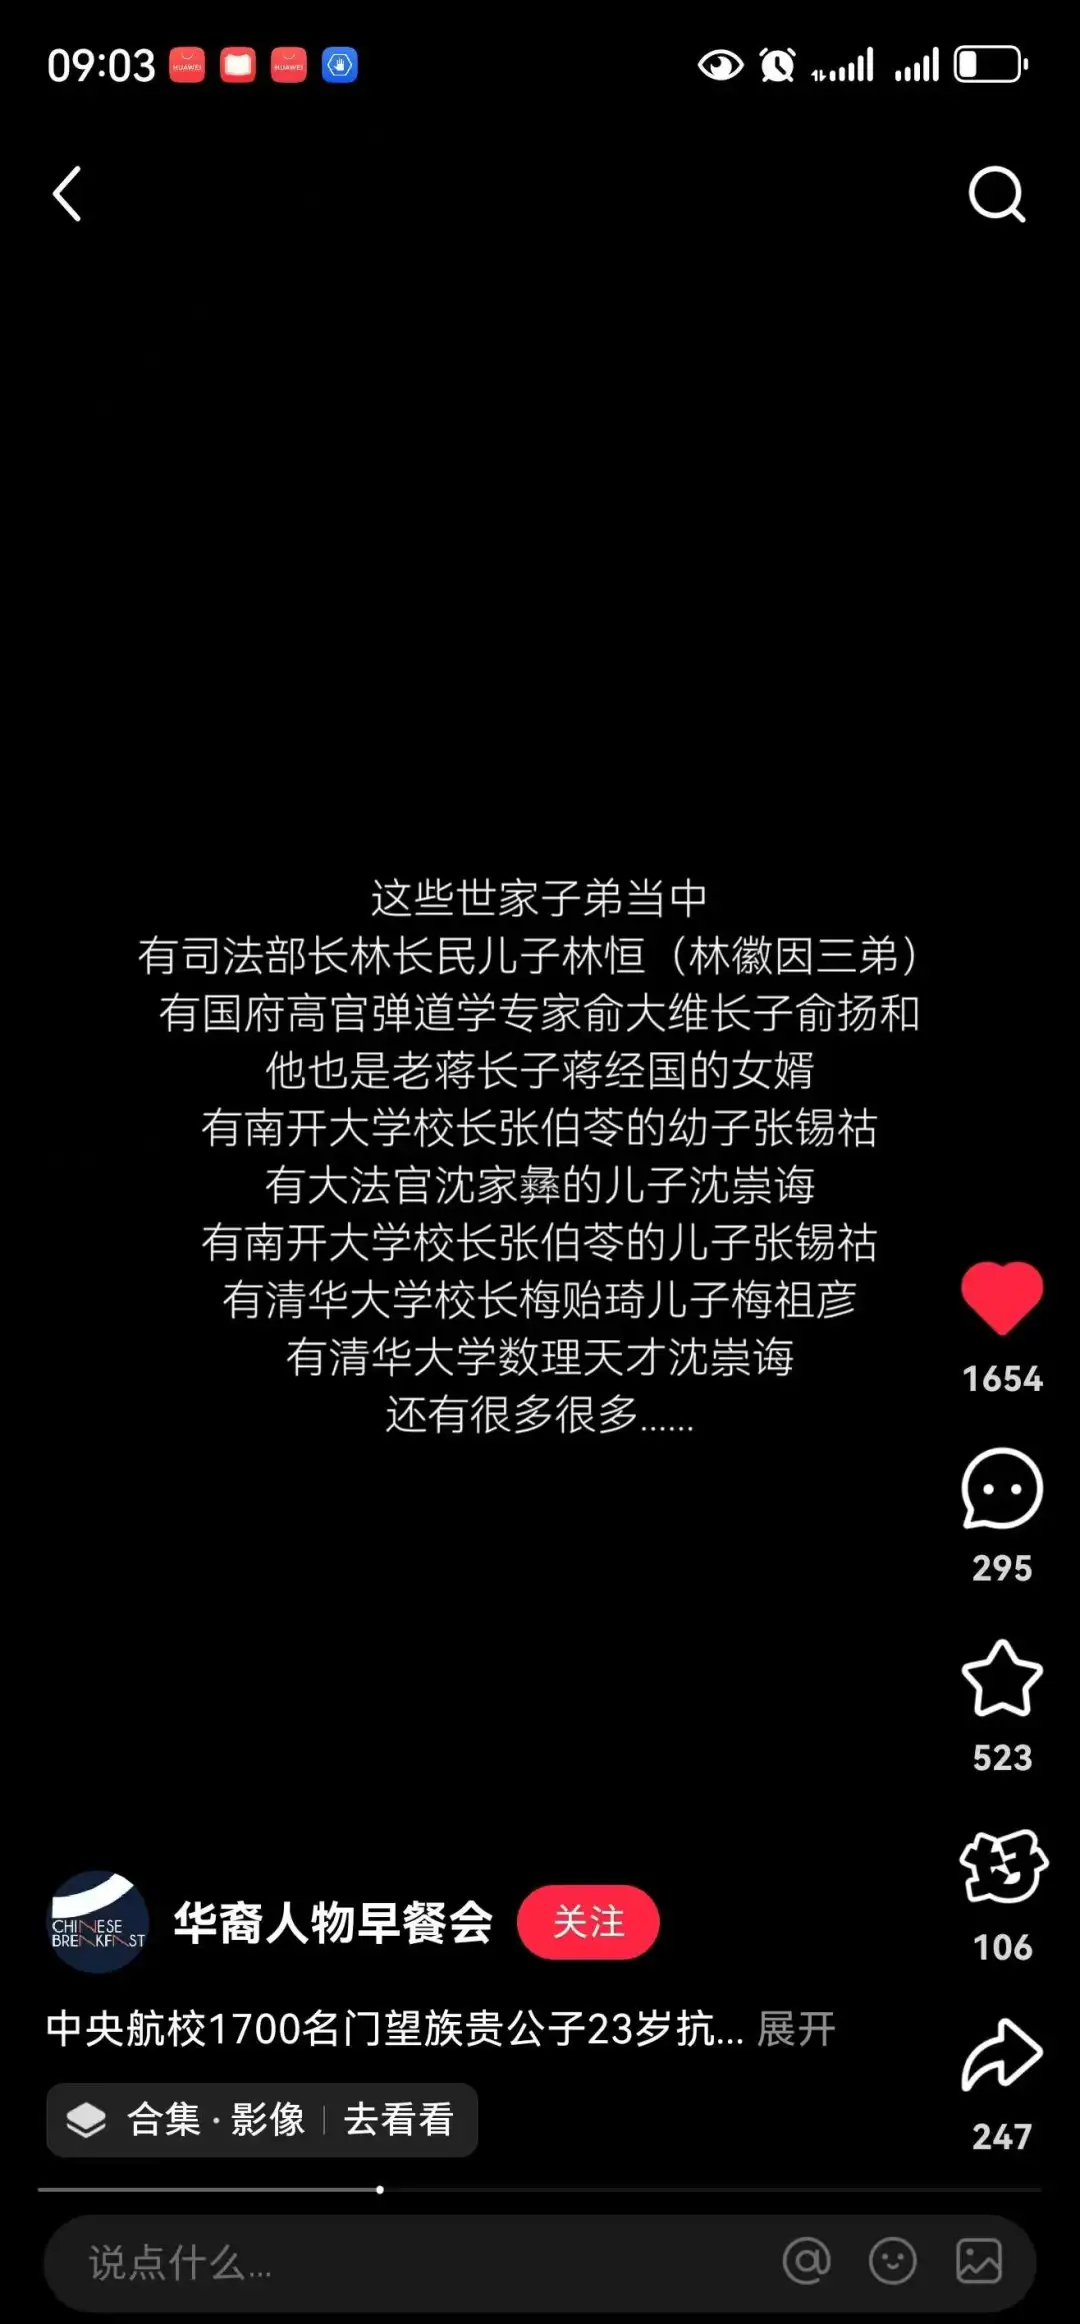 09:03
HUAWEI
HUAWEI
这些世家子弟当中
有司法部长林长民儿子林恒（林徽因三弟）
有国府高官弹道学专家俞大维长子俞扬和
他也是老蒋长子蒋经国的女婿
有南开大学校长张伯苓的幼子张锡祜
有大法官沈家彝的儿子沈崇诲
有南开大学校长张伯苓的儿子张锡祜
有清华大学校长梅贻琦儿子梅祖彦
有清华大学数理天才沈崇诲
还有很多很多......
1654
295
523
106
247
CHINESE
BREAKFAST
华裔人物早餐会
关注
中央航校1700名门望族贵公子23岁抗... 展开
合集·影像 | 去看看
说点什么...